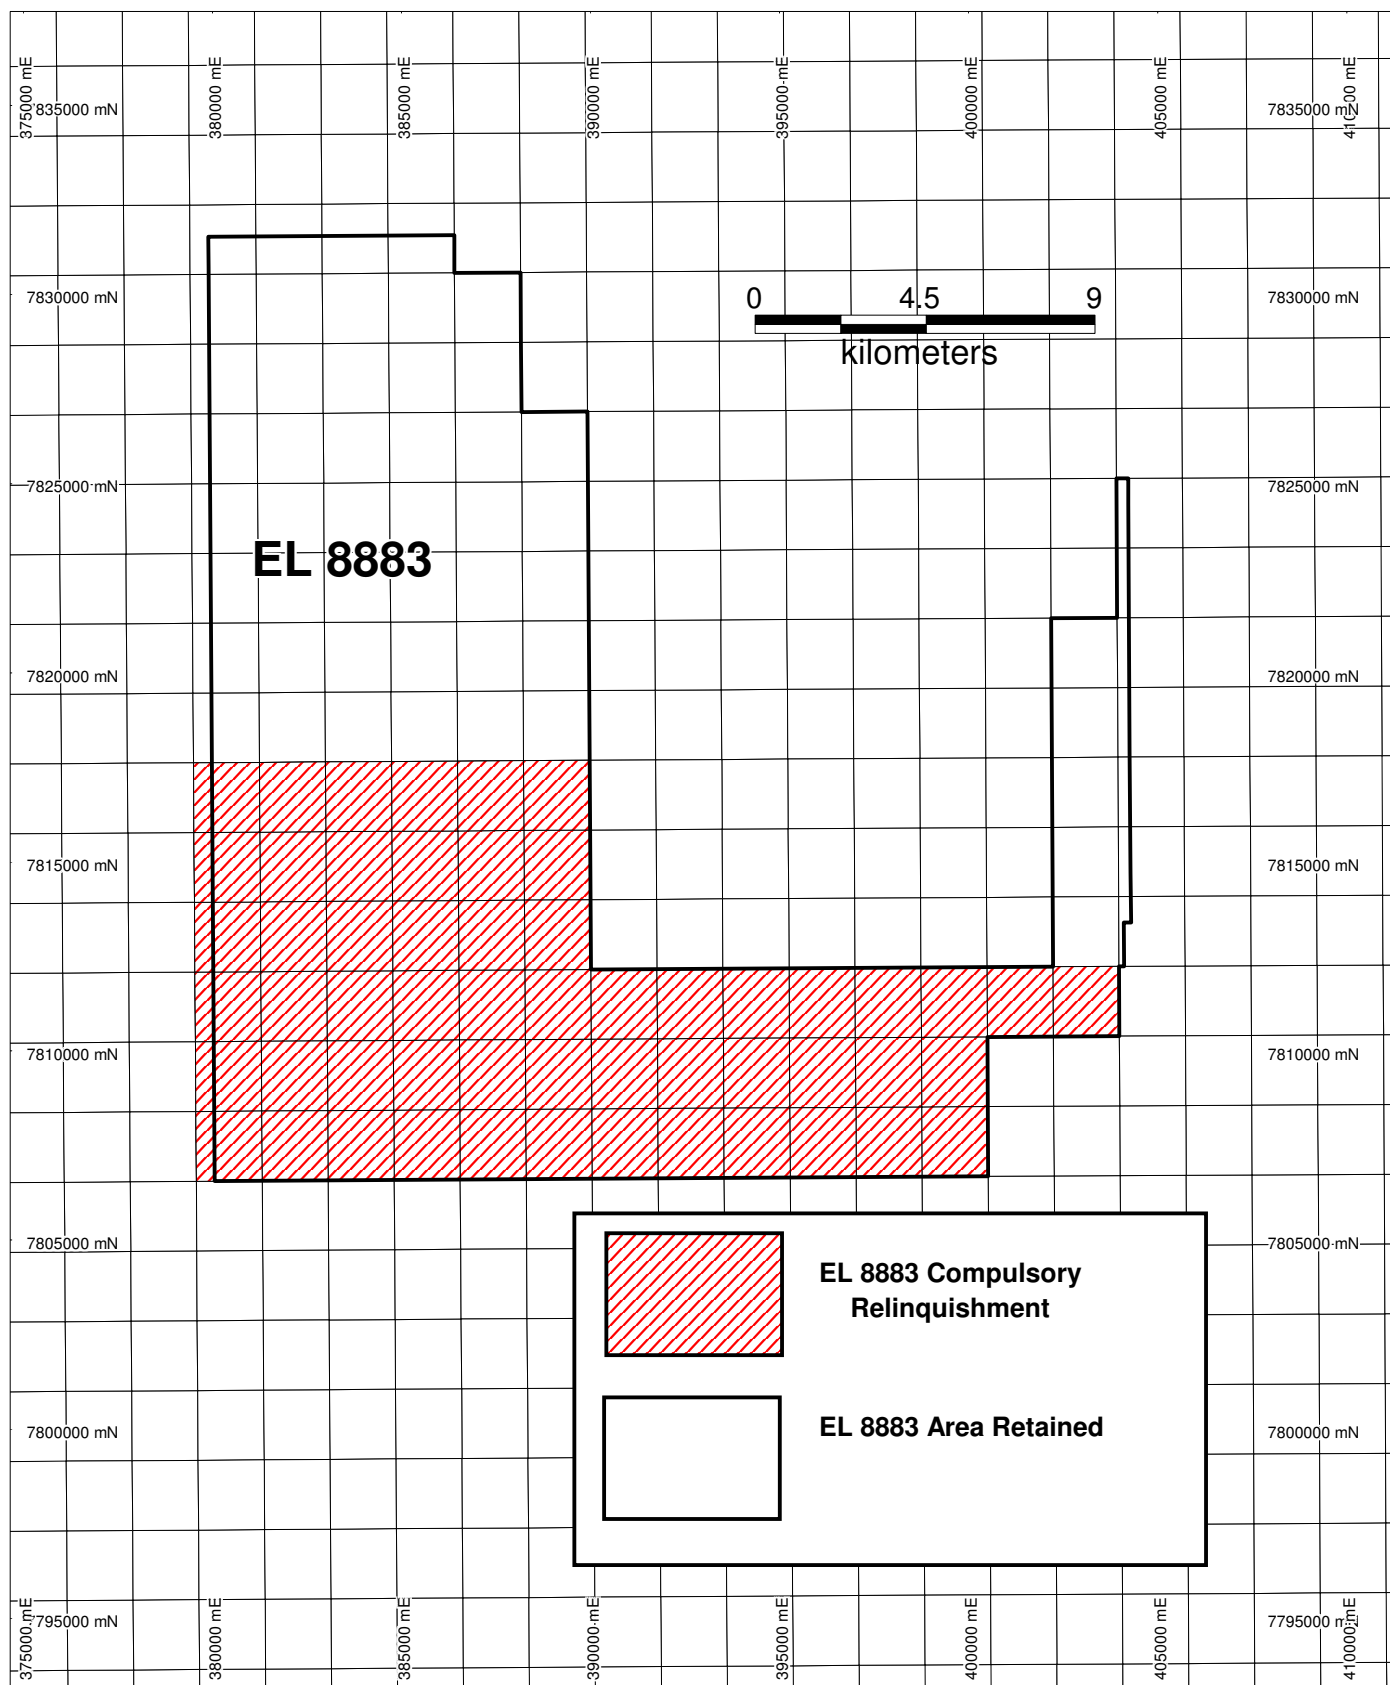 375000 mE
380000 mE
385000 mE
390000 mE
395000 mE
400000 mE
405000 mE
7835000 mN
7835000 mN
0 4.5 9
kilometers
7830000 mN
7830000 mN
7825000 mN
7825000 mN
EL 8883
7820000 mN
7820000 mN
7815000 mN
7815000 mN
7810000 mN
7810000 mN
7805000 mN
7805000 mN
EL 8883 Compulsory
Relinquishment
7800000 mN
7800000 mN
EL 8883 Area Retained
7795000 mN
7795000 mN
375000 mE
380000 mE
385000 mE
390000 mE
395000 mE
400000 mE
405000 mE
410000 mE